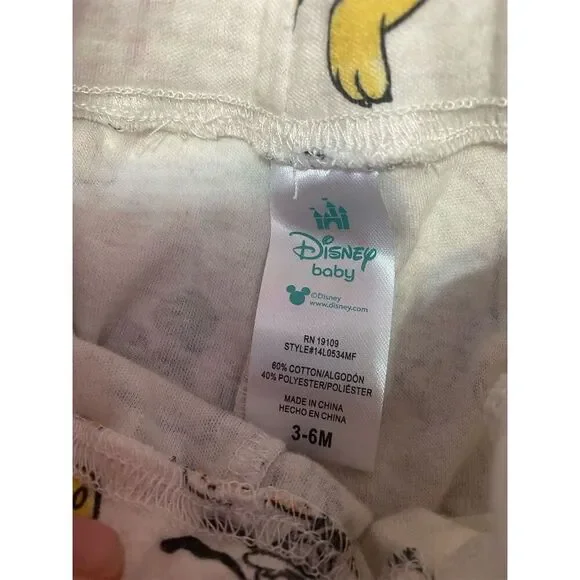 Disney
baby
©Disney
www.disney.com
RN 19109
STYLE#14L0534MF
60% COTTON/ALGODÓN
40% POLYESTER/POLIÉSTER
MADE IN CHINA
HECHO EN CHINA
3-6M